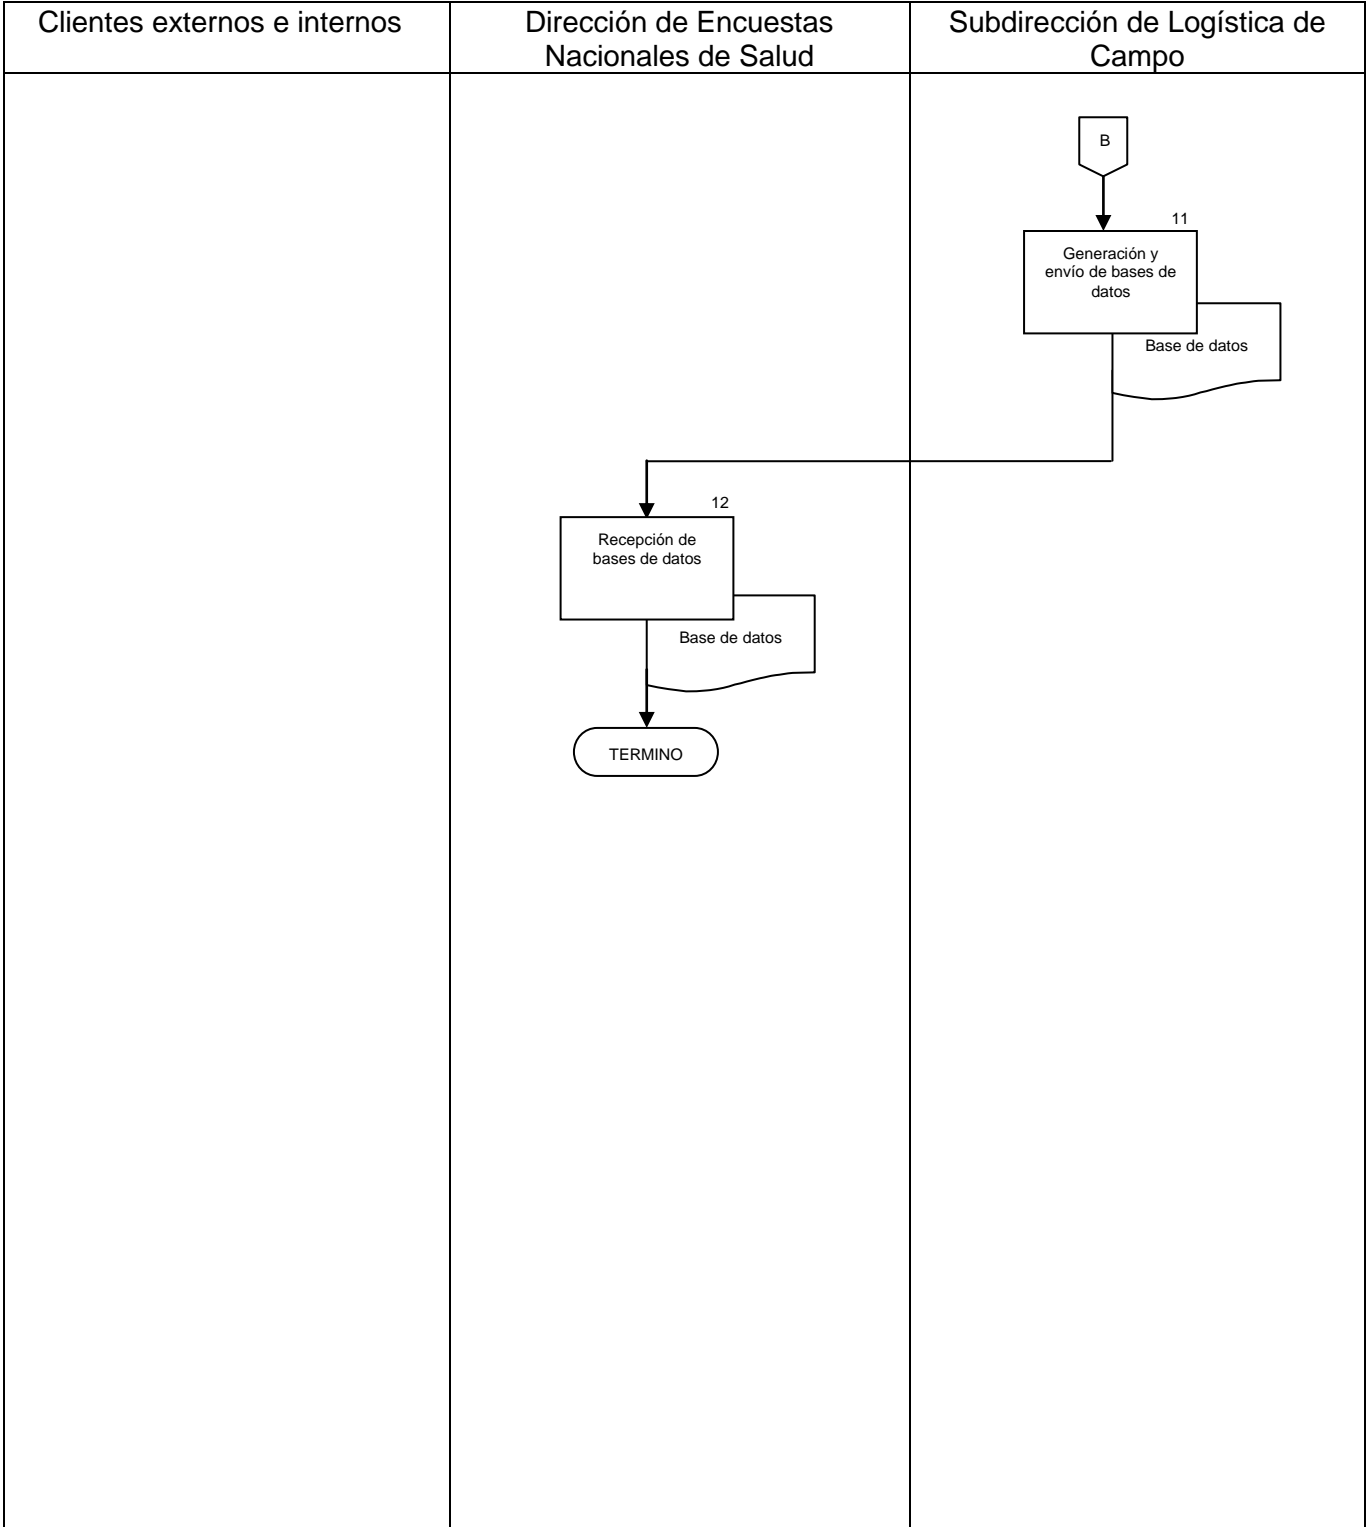 Clientes externos e internos
Dirección de Encuestas
Nacionales de Salud
Subdirección de Logística de
Campo
B
11
Generación y
envío de bases de
datos
Base de datos
12
Recepción de
bases de datos
Base de datos
TERMINO